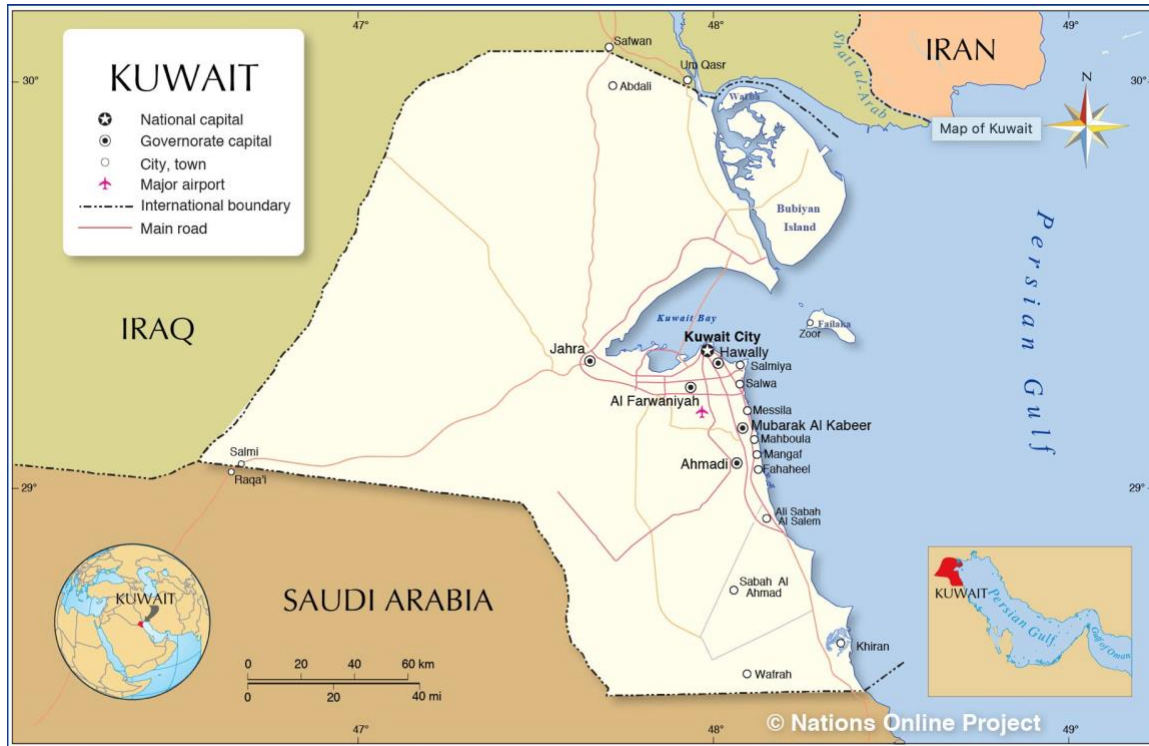 47°
48°
49°
KUWAIT
National capital
Governorate capital
City, town
Major airport
International boundary
Main road
Safwan
Um Qasr
Abdali
Warba
Shatt al-Arab
IRAN
30°
30°
Map of Kuwait
N
Bubiyan
Island
Persian Gulf
IRAQ
Kuwait Bay
Failaka
Zoor
Kuwait City
Jahra
Hawally
Salmiya
Salwa
Al Farwaniyah
Messila
Mubarak Al Kabeer
Mahboula
Mangaf
Ahmadi
Fahaheel
Salmi
Raqa'i
29°
29°
Ali Sabah
Al Salem
Sabah Al
Ahmad
Khiran
Wafrah
SAUDI ARABIA
KUWAIT
0 20 40 60 km
0 20 40 mi
KUWAIT
Persian Gulf
Gulf of Oman
© Nations Online Project
47°
48°
49°